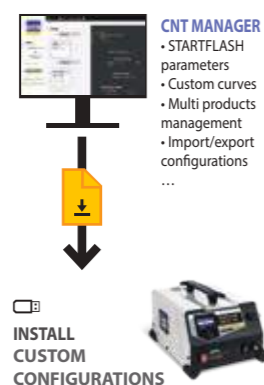 CNT MANAGER
• STARTFLASH
parameters
• Custom curves
• Multi products
management
• Import/export
configurations
…
INSTALL
CUSTOM
CONFIGURATIONS